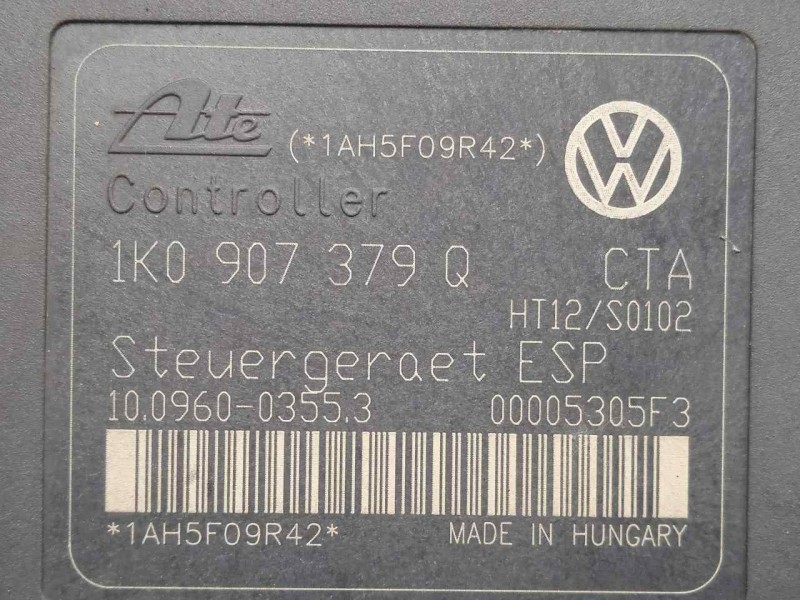 Ate
(*1AH5F09R42*)
Controller
1K0 907 379 Q CTA
HT12/S0102
Steuergeraet ESP
10.0960-0355.3 00005305F3
*1AH5F09R42* MADE IN HUNGARY